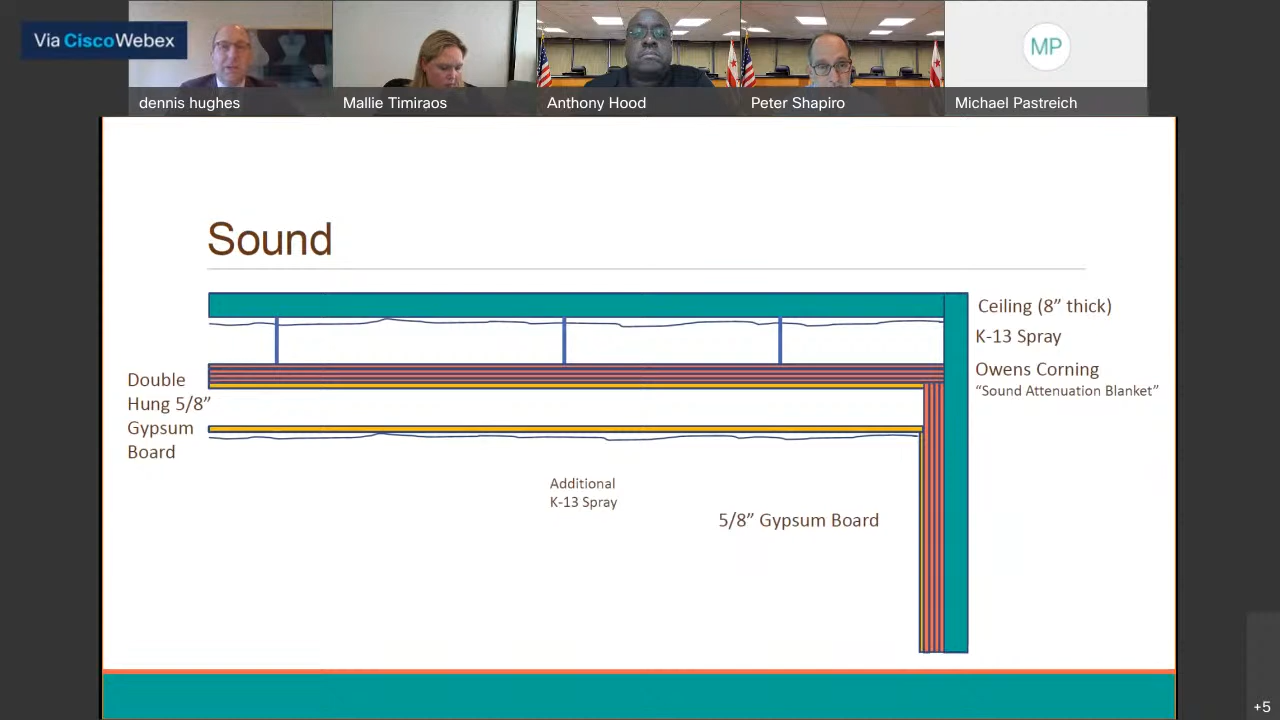 Via CiscoWebex
dennis hughes
Mallie Timiraos
Anthony Hood
Peter Shapiro
MP
Michael Pastreich
Sound
Ceiling (8” thick)
K-13 Spray
Owens Corning
“Sound Attenuation Blanket”
Double
Hung 5/8”
Gypsum
Board
Additional
K-13 Spray
5/8” Gypsum Board
+5